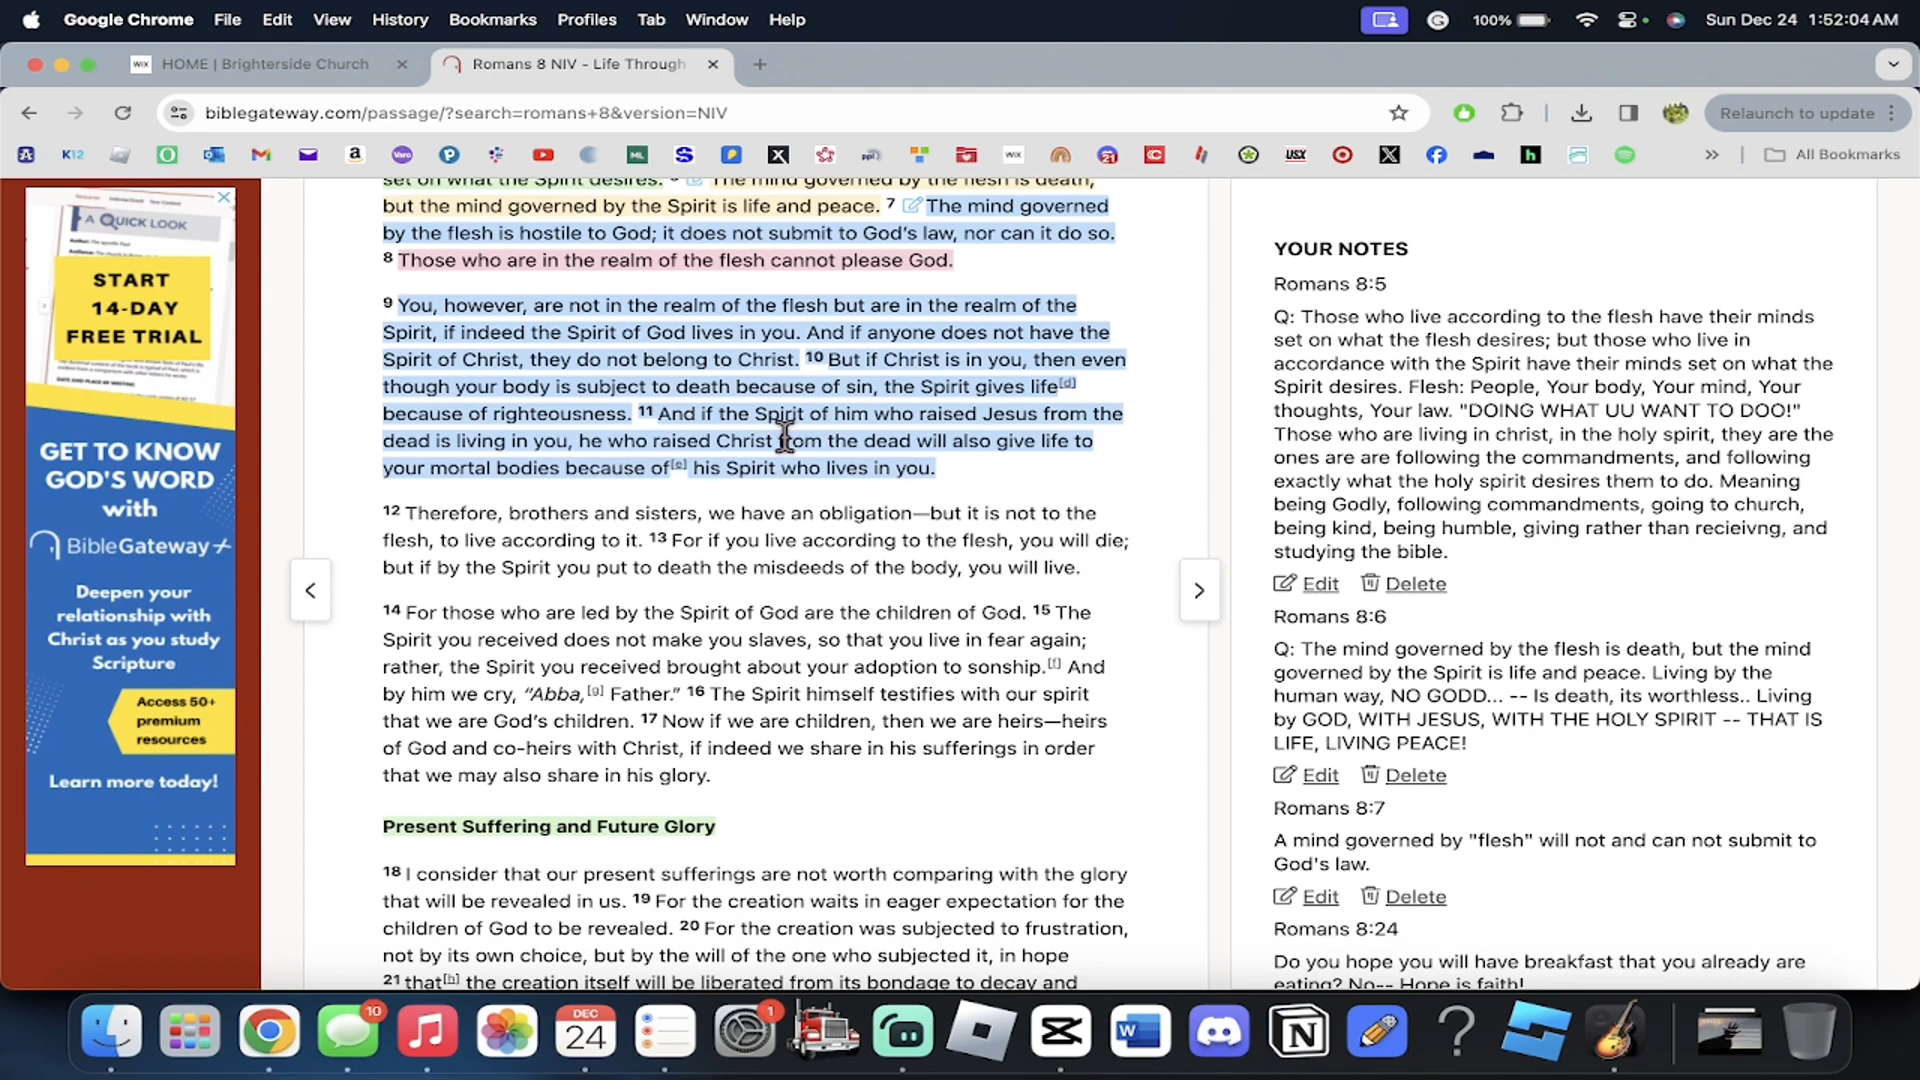 Google Chrome File Edit View History Bookmarks Profiles Tab Window Help 100% Sun Dec 24 1:52:04 AM
HOME | Brighterside Church
Romans 8 NIV - Life Through
biblegateway.com/passage/?search=romans+8&version=NIV
Relaunch to update
K12
a
Varo
ML
S
X
ppl
WIX
21
USX
h
All Bookmarks
A QUICK LOOK
START
14-DAY
FREE TRIAL
GET TO KNOW
GOD'S WORD
with
BibleGateway+
Deepen your
relationship with
Christ as you study
Scripture
Access 50+
premium
resources
Learn more today!
set on what the Spirit desires. 6 The mind governed by the flesh is death,
but the mind governed by the Spirit is life and peace. 7 The mind governed
by the flesh is hostile to God; it does not submit to God's law, nor can it do so.
8 Those who are in the realm of the flesh cannot please God.
9 You, however, are not in the realm of the flesh but are in the realm of the
Spirit, if indeed the Spirit of God lives in you. And if anyone does not have the
Spirit of Christ, they do not belong to Christ. 10 But if Christ is in you, then even
though your body is subject to death because of sin, the Spirit gives life[d]
because of righteousness. 11 And if the Spirit of him who raised Jesus from the
dead is living in you, he who raised Christ from the dead will also give life to
your mortal bodies because of[e] his Spirit who lives in you.
12 Therefore, brothers and sisters, we have an obligation—but it is not to the
flesh, to live according to it. 13 For if you live according to the flesh, you will die;
but if by the Spirit you put to death the misdeeds of the body, you will live.
14 For those who are led by the Spirit of God are the children of God. 15 The
Spirit you received does not make you slaves, so that you live in fear again;
rather, the Spirit you received brought about your adoption to sonship.[f] And
by him we cry, “Abba,[g] Father.” 16 The Spirit himself testifies with our spirit
that we are God's children. 17 Now if we are children, then we are heirs—heirs
of God and co-heirs with Christ, if indeed we share in his sufferings in order
that we may also share in his glory.
Present Suffering and Future Glory
18 I consider that our present sufferings are not worth comparing with the glory
that will be revealed in us. 19 For the creation waits in eager expectation for the
children of God to be revealed. 20 For the creation was subjected to frustration,
not by its own choice, but by the will of the one who subjected it, in hope
21 that[h] the creation itself will be liberated from its bondage to decay and
YOUR NOTES
Romans 8:5
Q: Those who live according to the flesh have their minds
set on what the flesh desires; but those who live in
accordance with the Spirit have their minds set on what the
Spirit desires. Flesh: People, Your body, Your mind, Your
thoughts, Your law. "DOING WHAT UU WANT TO DOO!"
Those who are living in christ, in the holy spirit, they are the
ones are are following the commandments, and following
exactly what the holy spirit desires them to do. Meaning
being Godly, following commandments, going to church,
being kind, being humble, giving rather than recieivng, and
studying the bible.
Edit Delete
Romans 8:6
Q: The mind governed by the flesh is death, but the mind
governed by the Spirit is life and peace. Living by the
human way, NO GODD... -- Is death, its worthless.. Living
by GOD, WITH JESUS, WITH THE HOLY SPIRIT -- THAT IS
LIFE, LIVING PEACE!
Edit Delete
Romans 8:7
A mind governed by "flesh" will not and can not submit to
God's law.
Edit Delete
Romans 8:24
Do you hope you will have breakfast that you already are
eating? No-- Hope is faith!
10
DEC
24
1
W
N
?